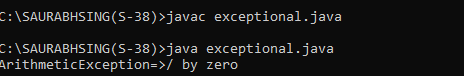 C:\SAURABHSING(S-38)>javac exceptional.java
C:\SAURABHSING(S-38)>java exceptional.java
ArithmeticException=>/ by zero